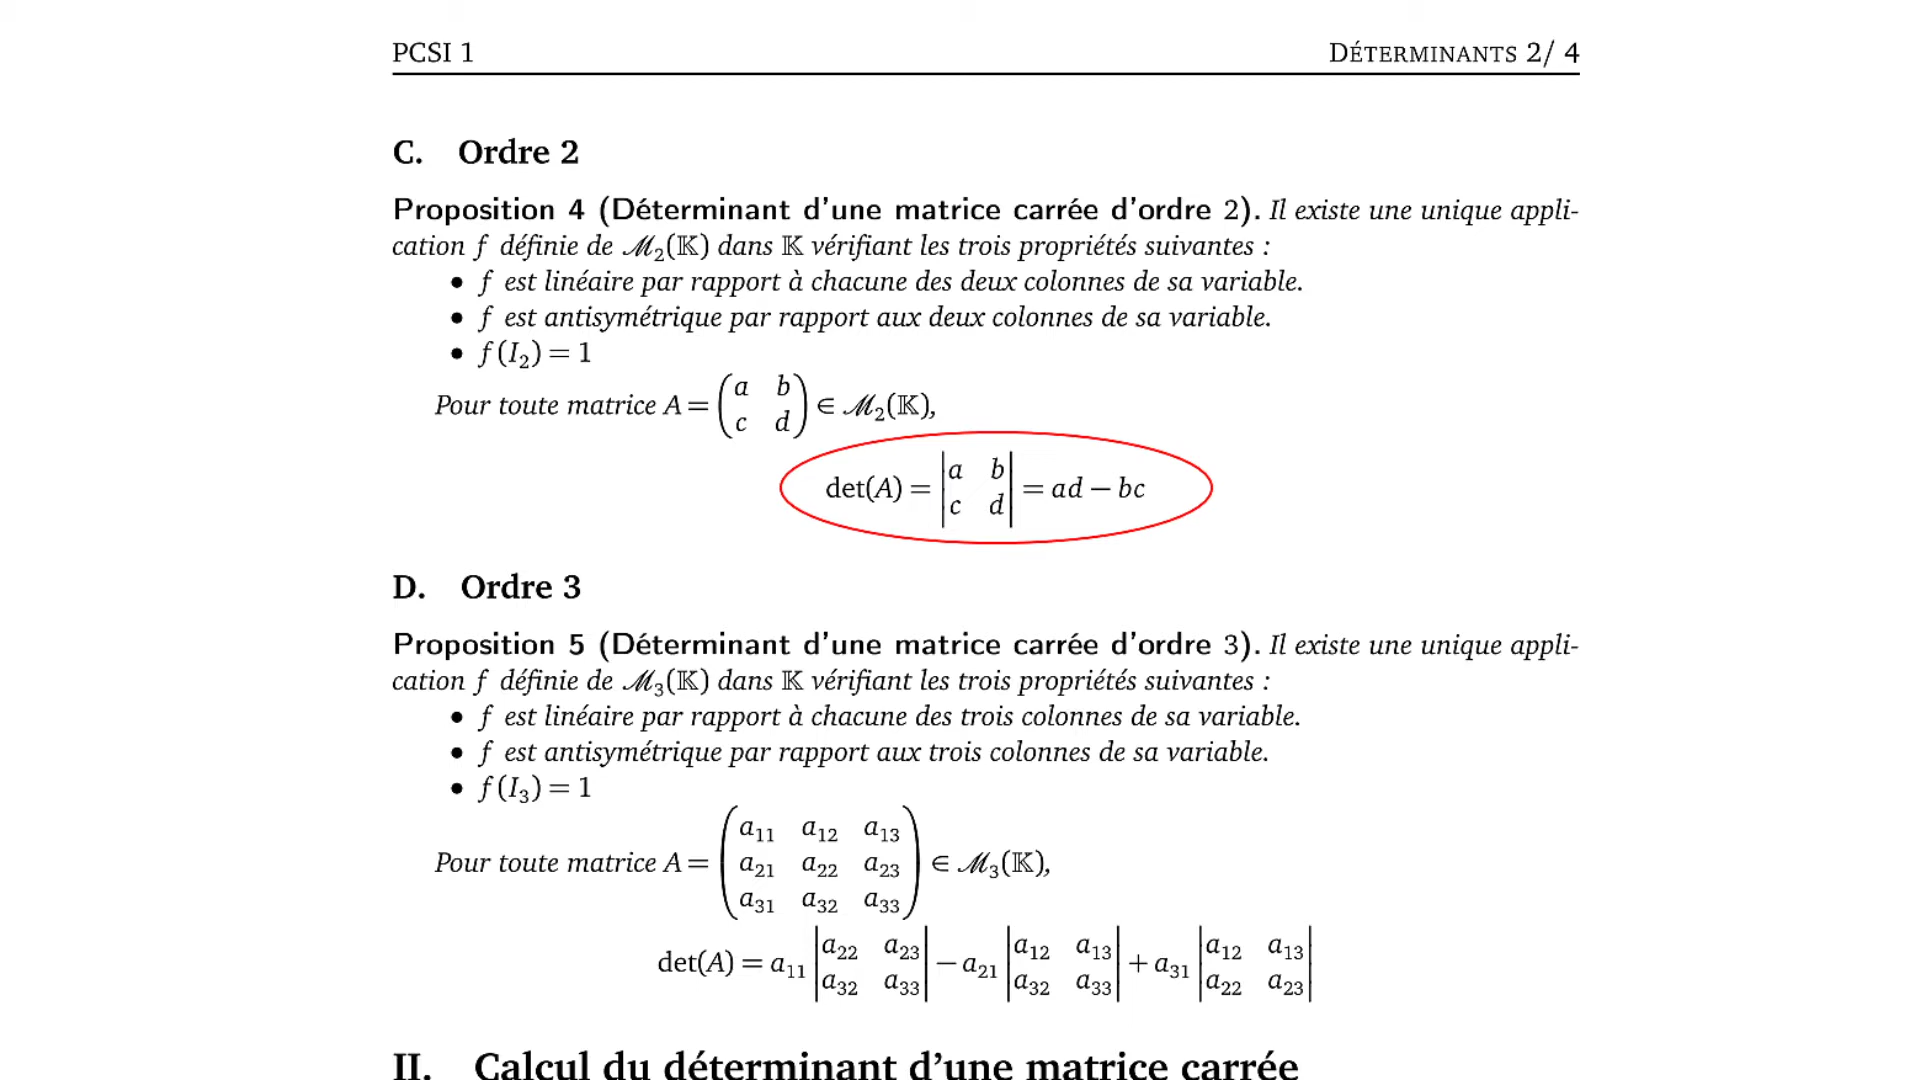 PCSI 1 DÉTERMINANTS 2/ 4
C. Ordre 2
Proposition 4 (Déterminant d'une matrice carrée d'ordre 2). Il existe une unique appli-
cation f définie de ℳ₂(𝕂) dans 𝕂 vérifiant les trois propriétés suivantes :
• f est linéaire par rapport à chacune des deux colonnes de sa variable.
• f est antisymétrique par rapport aux deux colonnes de sa variable.
• f(I₂) = 1
Pour toute matrice A = (a b; c d) ∈ ℳ₂(𝕂),
det(A) = |a b; c d| = ad − bc
D. Ordre 3
Proposition 5 (Déterminant d'une matrice carrée d'ordre 3). Il existe une unique appli-
cation f définie de ℳ₃(𝕂) dans 𝕂 vérifiant les trois propriétés suivantes :
• f est linéaire par rapport à chacune des trois colonnes de sa variable.
• f est antisymétrique par rapport aux trois colonnes de sa variable.
• f(I₃) = 1
Pour toute matrice A = (a₁₁ a₁₂ a₁₃; a₂₁ a₂₂ a₂₃; a₃₁ a₃₂ a₃₃) ∈ ℳ₃(𝕂),
det(A) = a₁₁ |a₂₂ a₂₃; a₃₂ a₃₃| − a₂₁ |a₁₂ a₁₃; a₃₂ a₃₃| + a₃₁ |a₁₂ a₁₃; a₂₂ a₂₃|
II. Calcul du déterminant d'une matrice carrée